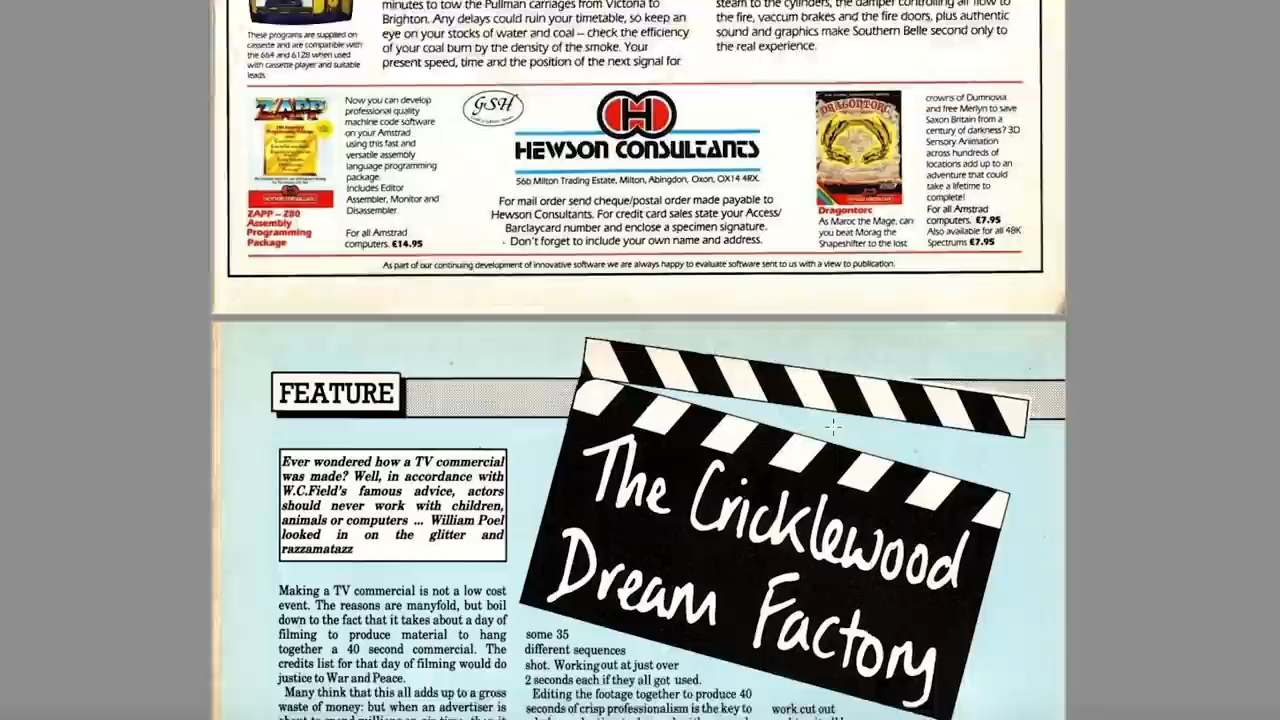 minutes to tow the Pullman carriages from Victoria to
Brighton. Any delays could ruin your timetable, so keep an
eye on your stocks of water and coal – check the efficiency
of your coal burn by the density of the smoke. Your
present speed, time and the position of the next signal for
steam to the cylinders, the damper controlling air flow to
the fire, vaccum brakes and the fire doors, plus authentic
sound and graphics make Southern Belle second only to
the real experience.
These programs are supplied on
cassette and are compatible with
the 664 and 6128 when used
with cassette player and suitable
leads
ZAPP
ZAPP – Z80
Assembly
Programming
Package
Now you can develop
professional quality
machine code software
on your Amstrad
using this fast and
versatile assembly
language programming
package.
Includes Editor
Assembler, Monitor and
Disassembler
For all Amstrad
computers. £14.95
GSH
HEWSON CONSULTANTS
56b Milton Trading Estate, Milton, Abingdon, Oxon, OX14 4RX.
For mail order send cheque/postal order made payable to
Hewson Consultants. For credit card sales state your Access/
Barclaycard number and enclose a specimen signature.
Don't forget to include your own name and address.
DRAGONTORC
Dragontorc
As Maroc the Mage, can
you beat Morag the
Shapeshifter to the lost
crowns of Dumnovia
and free Merlyn to save
Saxon Britain from a
century of darkness? 3D
Sensory Animation
across hundreds of
locations add up to an
adventure that could
take a lifetime to
complete!
For all Amstrad
computers. £7.95
Also available for all 48K
Spectrums £7.95
As part of our continuing development of innovative software we are always happy to evaluate software sent to us with a view to publication.
FEATURE
The Cricklewood
Dream Factory
Ever wondered how a TV commercial
was made? Well, in accordance with
W.C.Field's famous advice, actors
should never work with children,
animals or computers ... William Poel
looked in on the glitter and
razzamatazz
Making a TV commercial is not a low cost
event. The reasons are manyfold, but boil
down to the fact that it takes about a day of
filming to produce material to hang
together a 40 second commercial. The
credits list for that day of filming would do
justice to War and Peace.
Many think that this all adds up to a gross
waste of money: but when an advertiser is
some 35
different sequences
shot. Working out at just over
2 seconds each if they all got used.
Editing the footage together to produce 40
seconds of crisp professionalism is the key to
work cut out